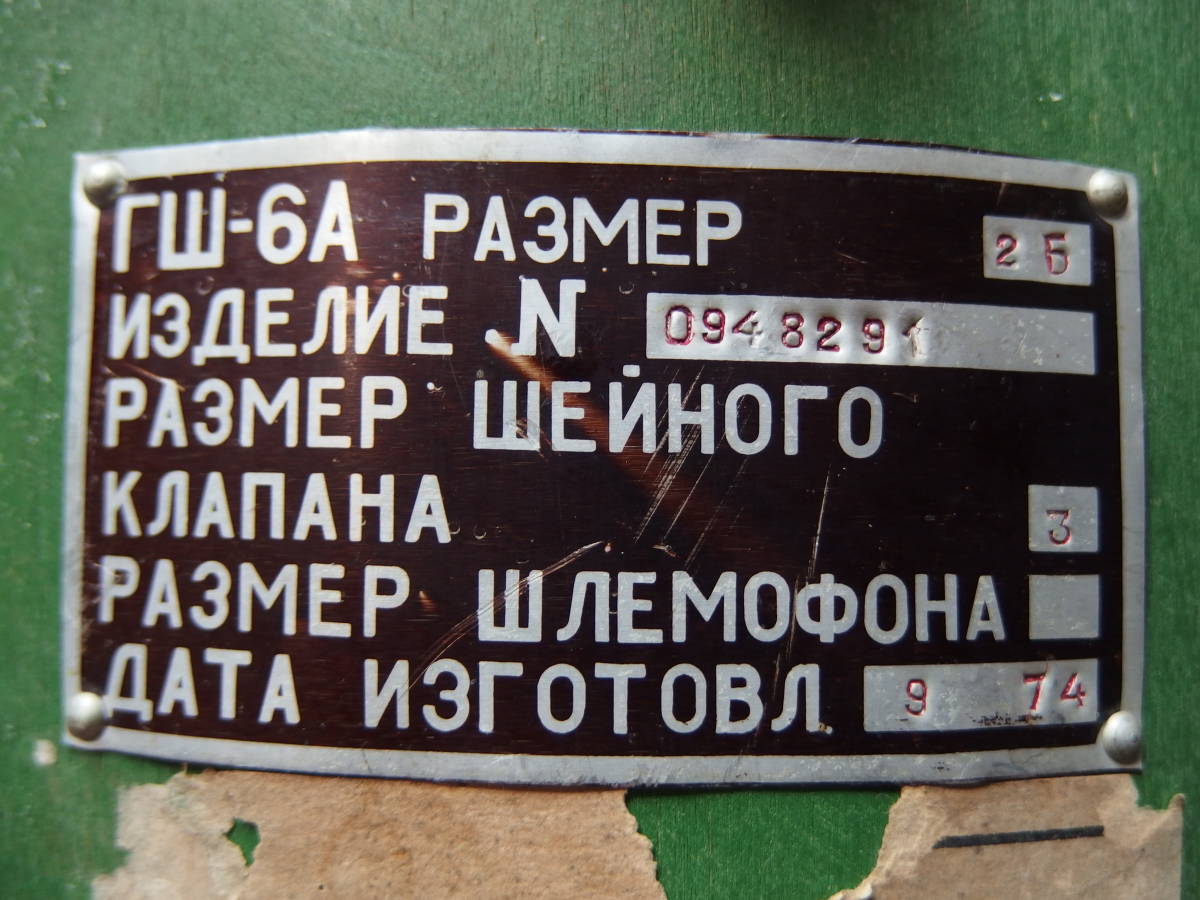 ГШ-6А РАЗМЕР 2Б
ИЗДЕЛИЕ N 0948291
РАЗМЕР ШЕЙНОГО
КЛАПАНА 3
РАЗМЕР ШЛЕМОФОНА
ДАТА ИЗГОТОВЛ. 9 74